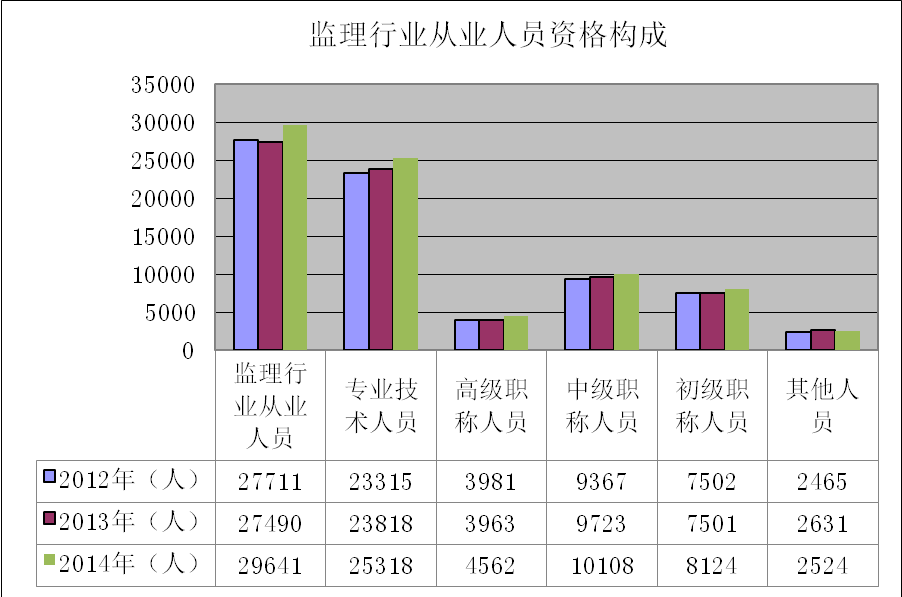 监理行业从业人员资格构成
35000
30000
25000
20000
15000
10000
5000
0
监理行
业从业
人员
专业技
术人员
高级职
称人员
中级职
称人员
初级职
称人员
其他人
员
2012年（人） 27711 23315 3981 9367 7502 2465
2013年（人） 27490 23818 3963 9723 7501 2631
2014年（人） 29641 25318 4562 10108 8124 2524